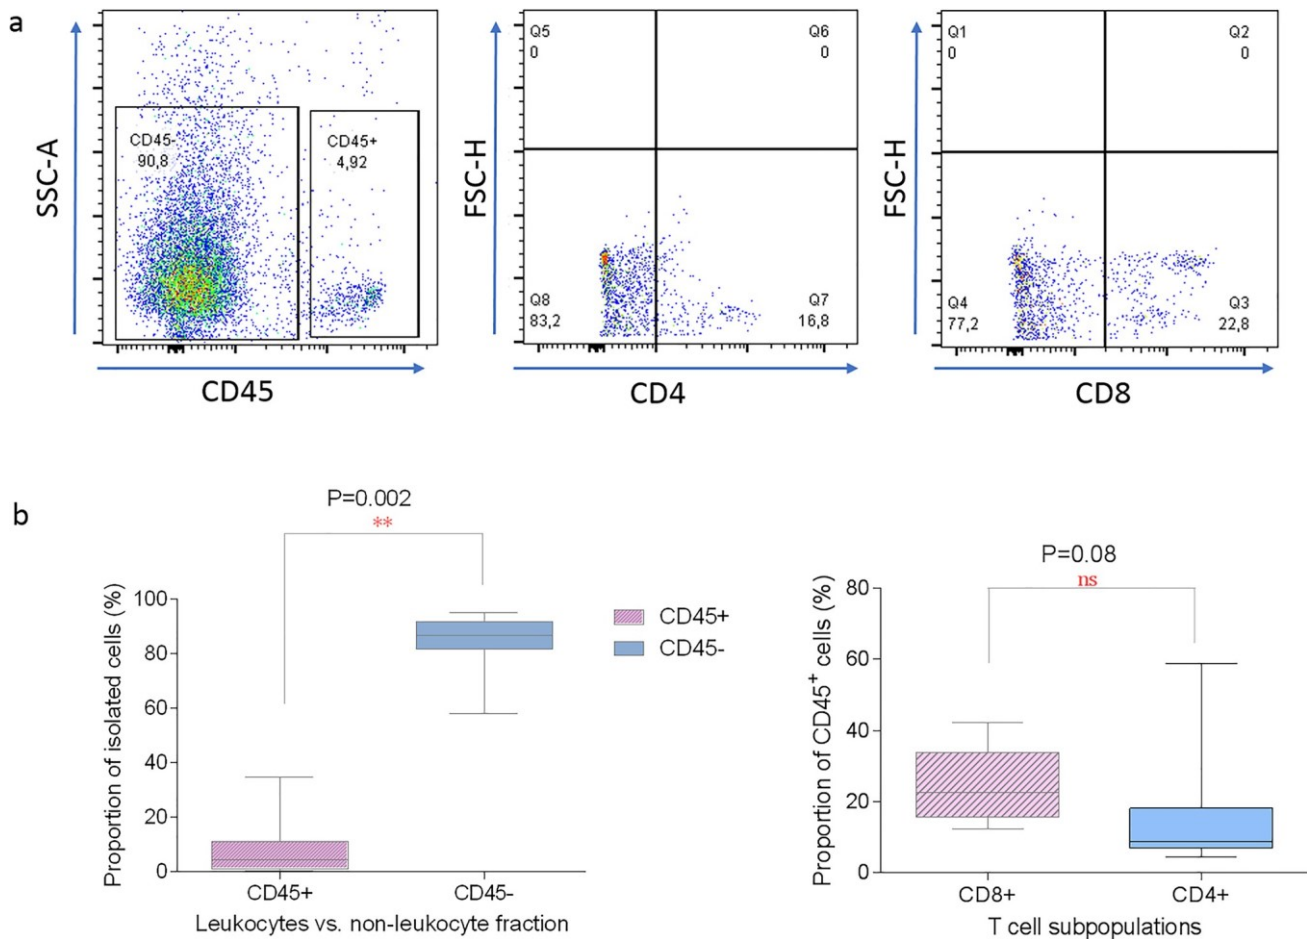 a
SSC-A
CD45-
90,8
CD45+
4,92
CD45
FSC-H
Q5
0
Q6
0
Q8
83,2
Q7
16,8
CD4
FSC-H
Q1
0
Q2
0
Q4
77,2
Q3
22,8
CD8
b
P=0.002
**
Proportion of isolated cells (%)
100
80
60
40
20
0
CD45+
CD45-
Leukocytes vs. non-leukocyte fraction
CD45+
CD45-
P=0.08
ns
Proportion of CD45⁺ cells (%)
80
60
40
20
0
CD8+
CD4+
T cell subpopulations